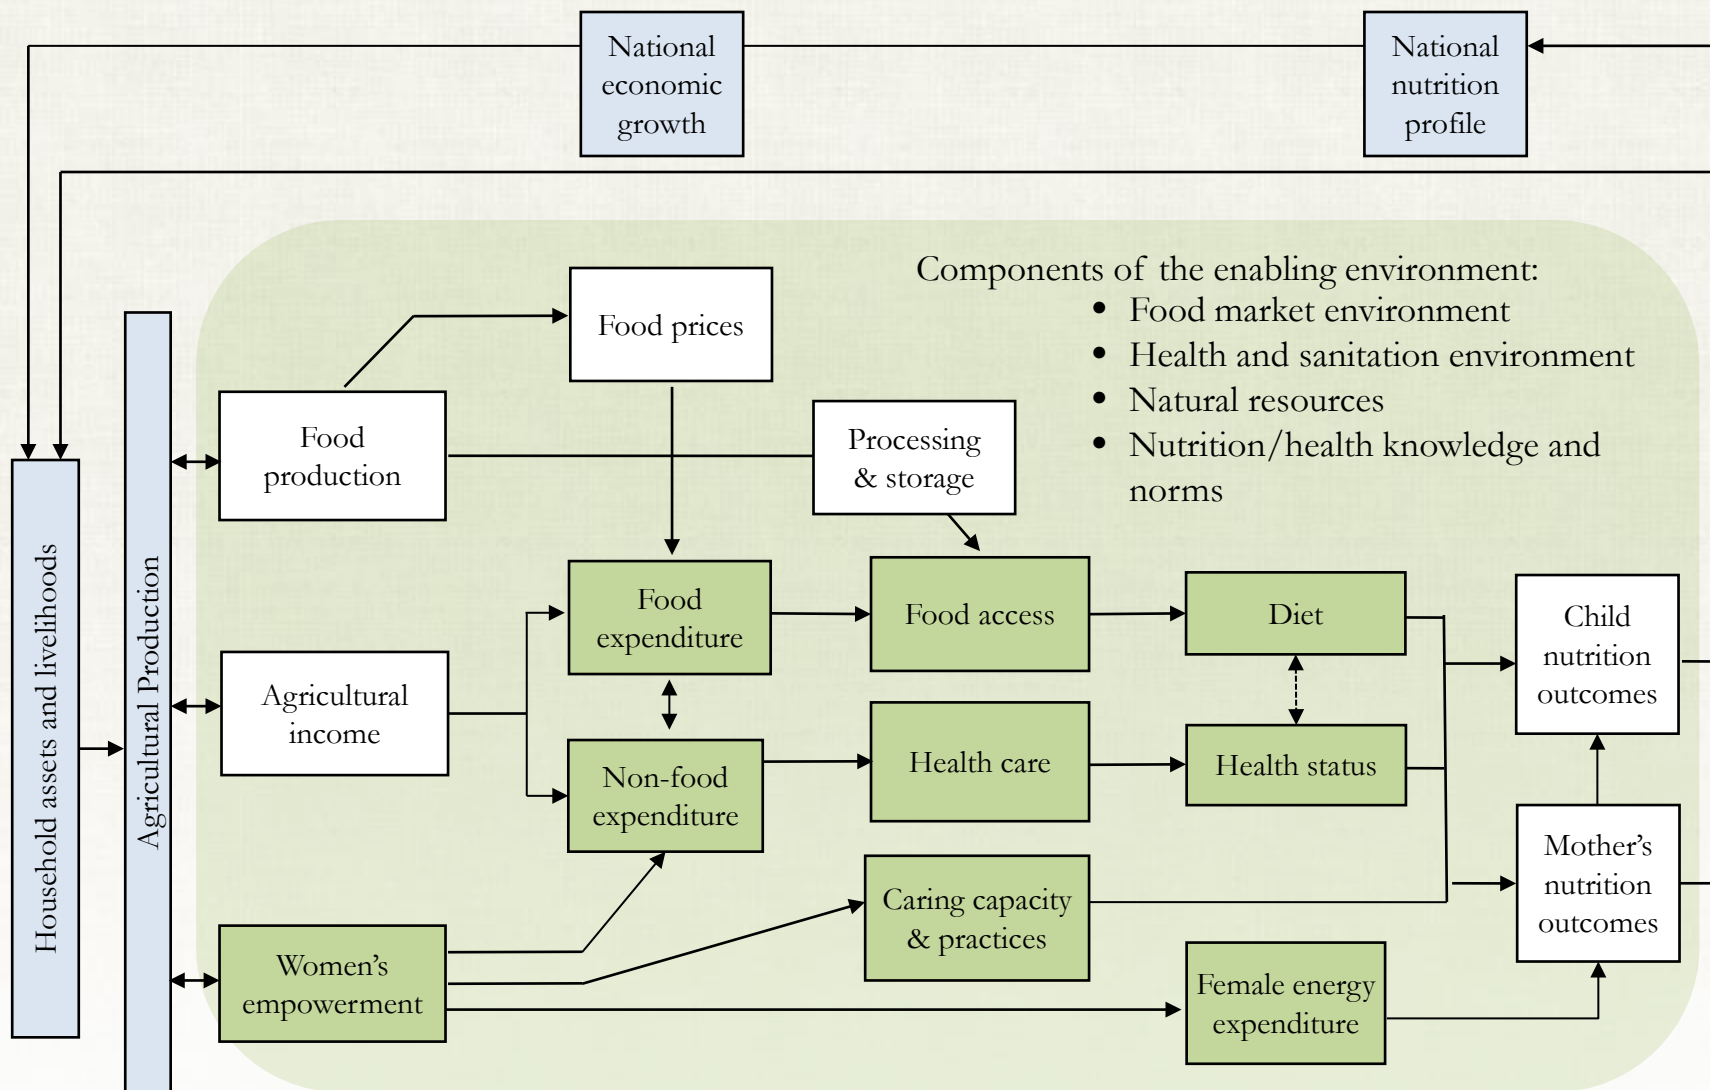 National
economic
growth
National
nutrition
profile
Components of the enabling environment:
• Food market environment
• Health and sanitation environment
• Natural resources
• Nutrition/health knowledge and
norms
Food prices
Food
production
Processing
& storage
Household assets and livelihoods
Agricultural Production
Food
expenditure
Food access
Diet
Child
nutrition
outcomes
Agricultural
income
Non-food
expenditure
Health care
Health status
Mother's
nutrition
outcomes
Caring capacity
& practices
Women's
empowerment
Female energy
expenditure